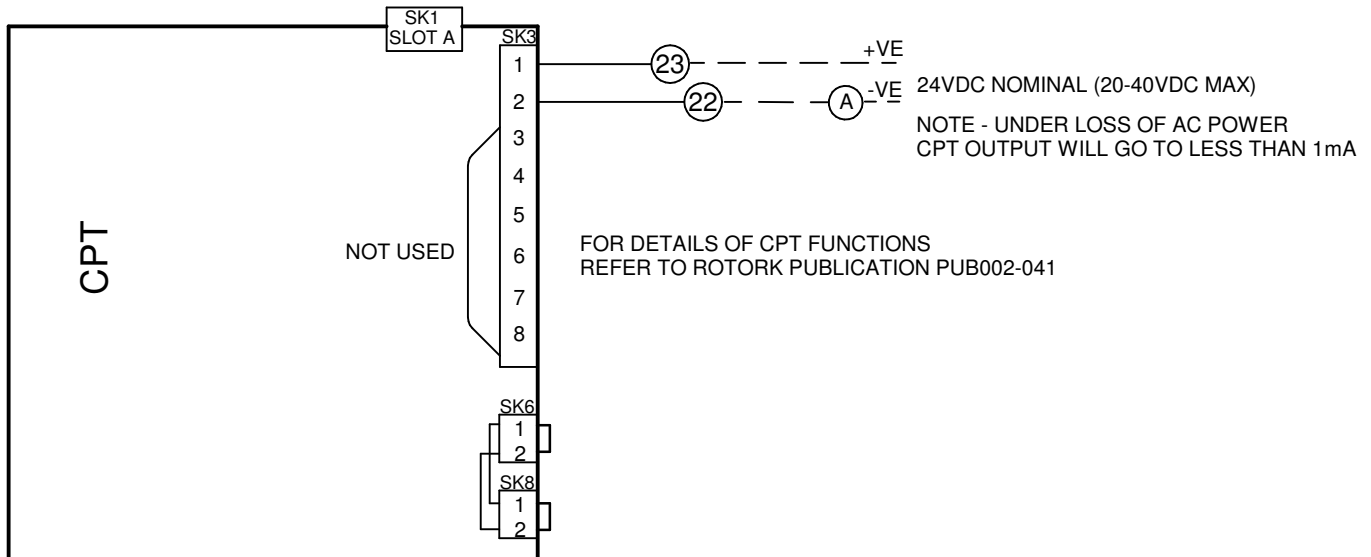 SK1
SLOT A
SK3
1
23
+VE
2
22
A
-VE
24VDC NOMINAL (20-40VDC MAX)
NOTE - UNDER LOSS OF AC POWER
CPT OUTPUT WILL GO TO LESS THAN 1mA
3
4
5
6
7
8
CPT
NOT USED
FOR DETAILS OF CPT FUNCTIONS
REFER TO ROTORK PUBLICATION PUB002-041
SK6
1
2
SK8
1
2